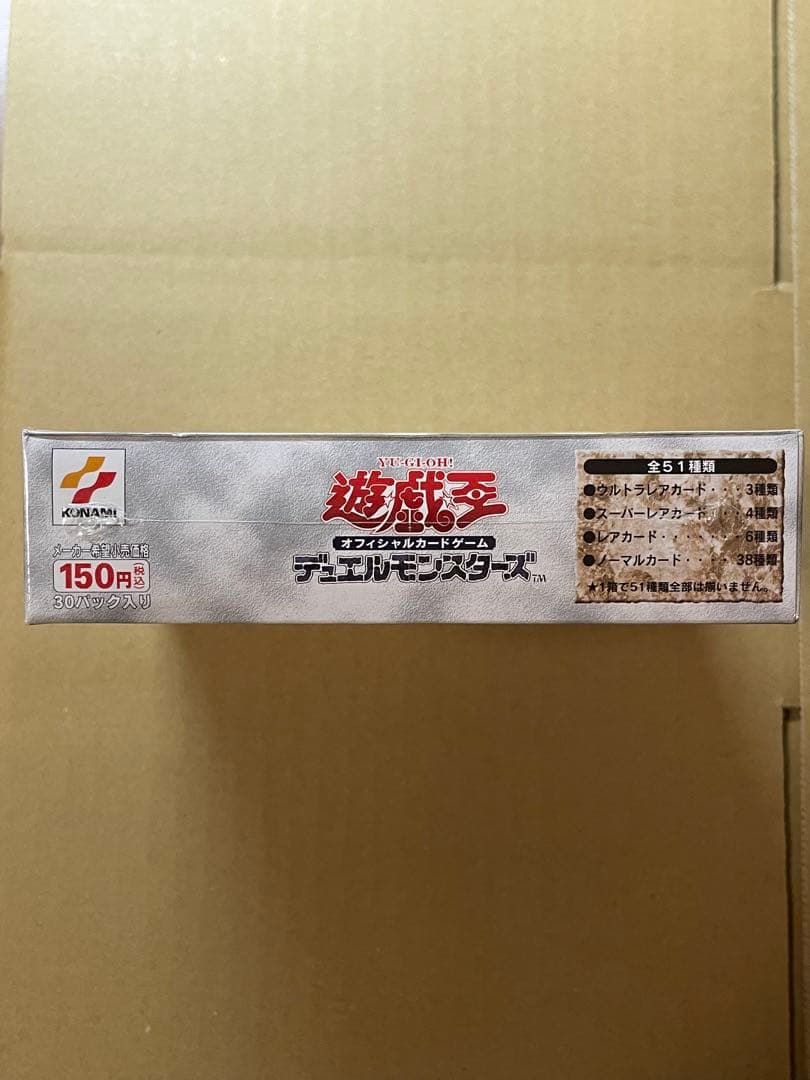 KONAMI
メーカー希望小売価格
150円(税込)
30パック入り
YU-GI-OH!
遊戯王
オフィシャルカードゲーム
デュエルモンスターズ™
全51種類
●ウルトラレアカード・・・3種類
●スーパーレアカード・・・4種類
●レアカード・・・・・・・6種類
●ノーマルカード・・・38種類
★1箱で51種類全部は揃いません。